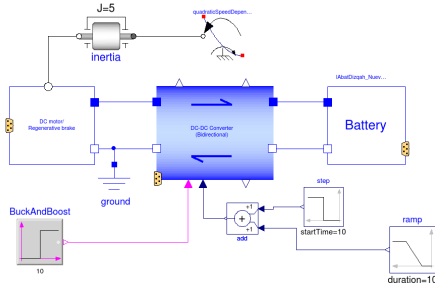 J=5
quadraticSpeedDepen...
inertia
IAbatDizqah_Nuev...
DC motor/
Regenerative brake
DC-DC Converter
(Bidirectional)
Battery
ground
step
BuckAndBoost
+1
+
+1
add
startTime=10
ramp
10
duration=10